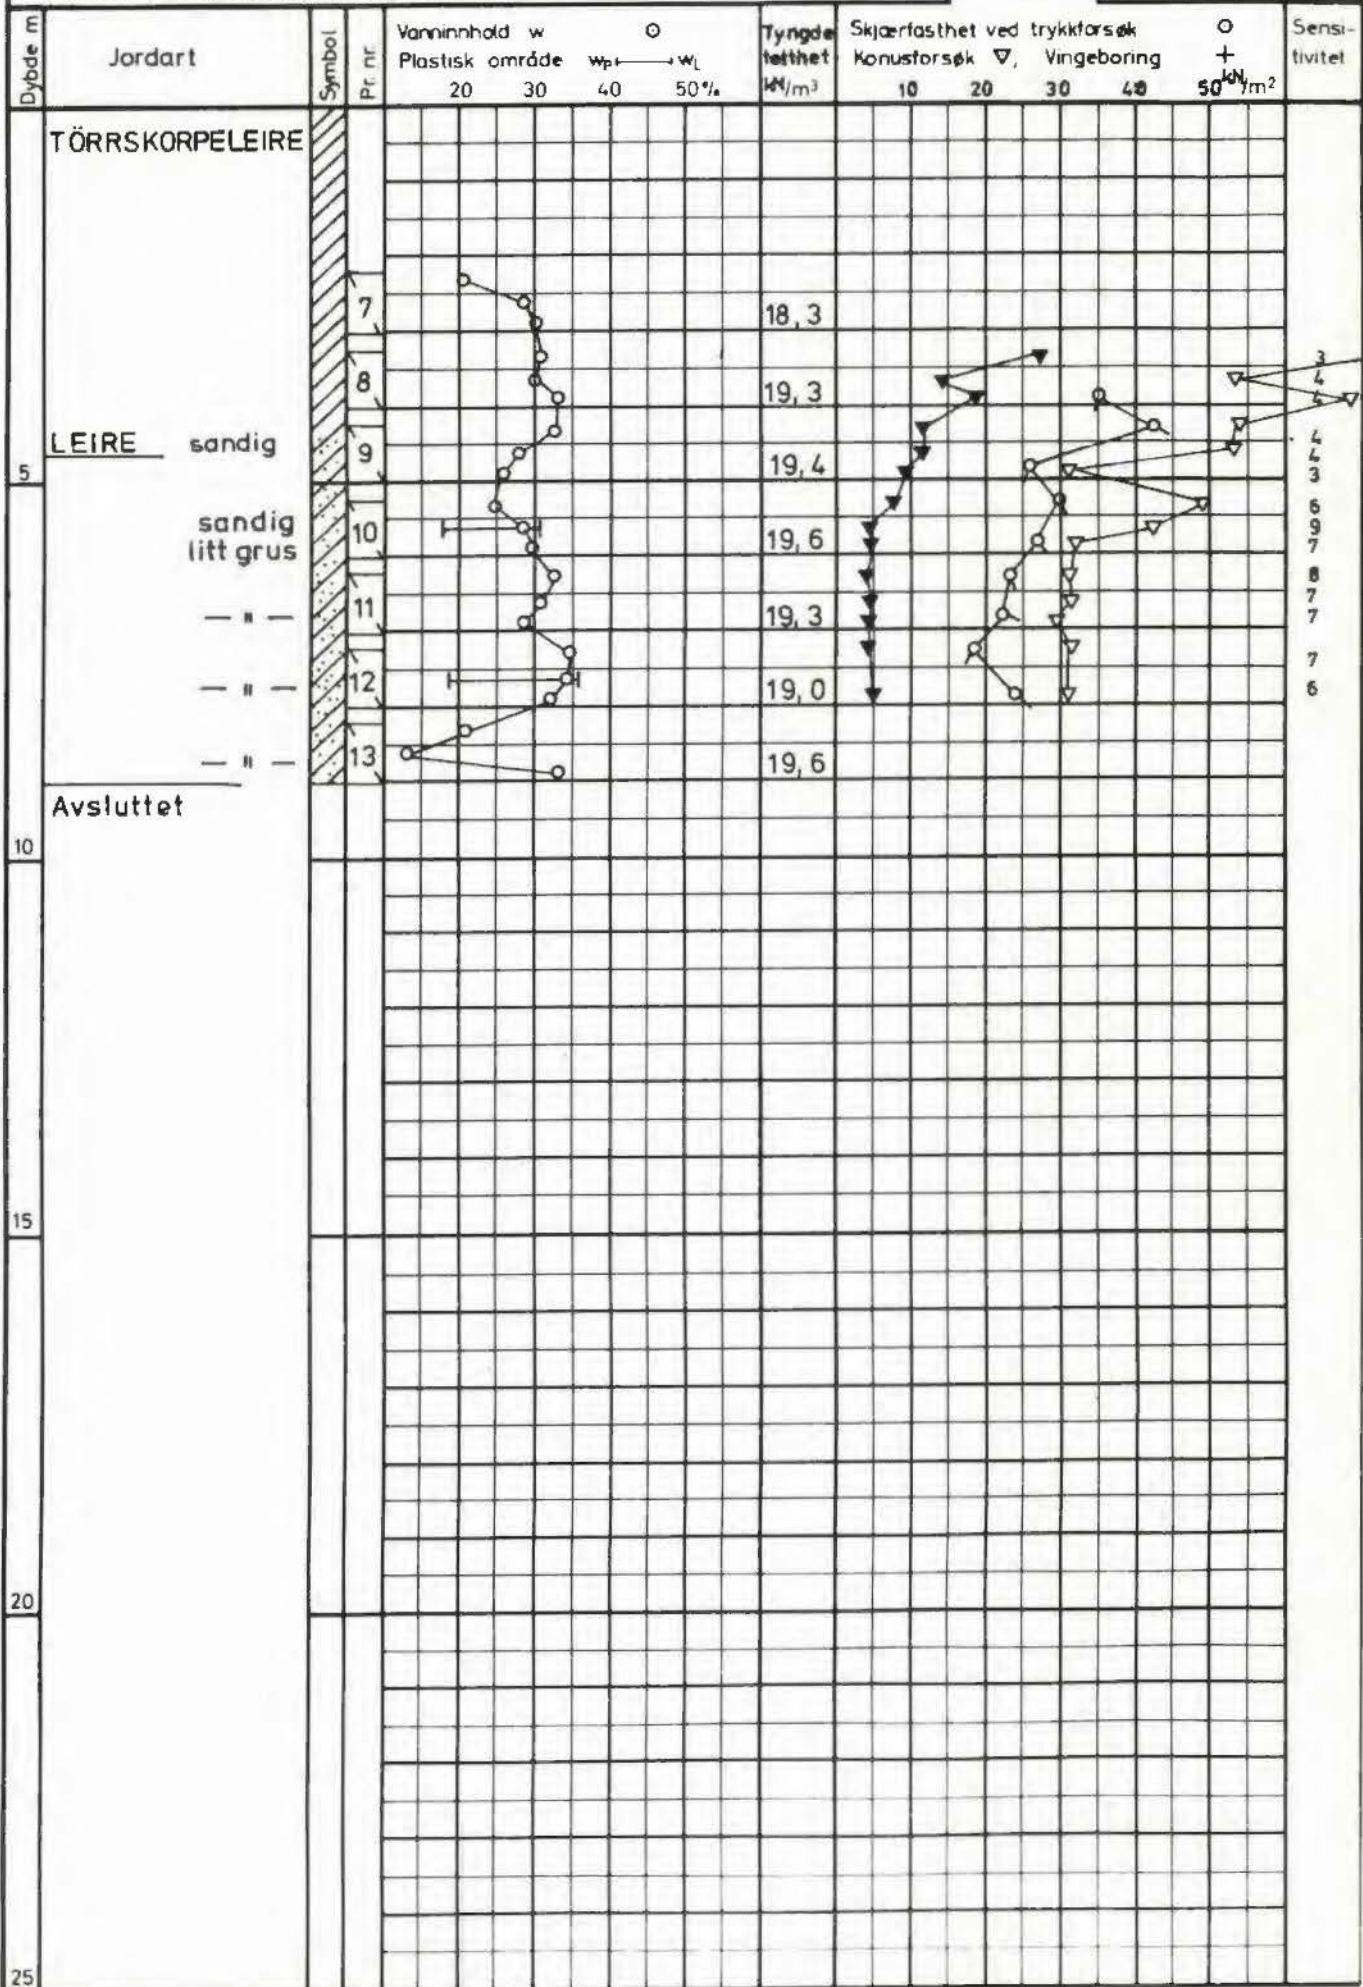 Dybde m
Jordart
Symbol
Pr. nr.
Vanninnhold w
Plastisk område wP wL
20 30 40 50%
Tyngde
tetthet
kN/m3
Skjærfasthet ved trykkforsøk
Konusforsøk ▽, Vingeboring +
10 20 30 40 50 kN/m2
Sensi-
tivitet
TÖRRSKORPELEIRE
7
18,3
3
8
19,3
4
4
LEIRE sandig
9
19,4
4
4
3
5
sandig
litt grus
10
19,6
6
9
7
— " —
11
19,3
8
7
7
— " —
12
19,0
7
6
— " —
13
19,6
Avsluttet
10
15
20
25